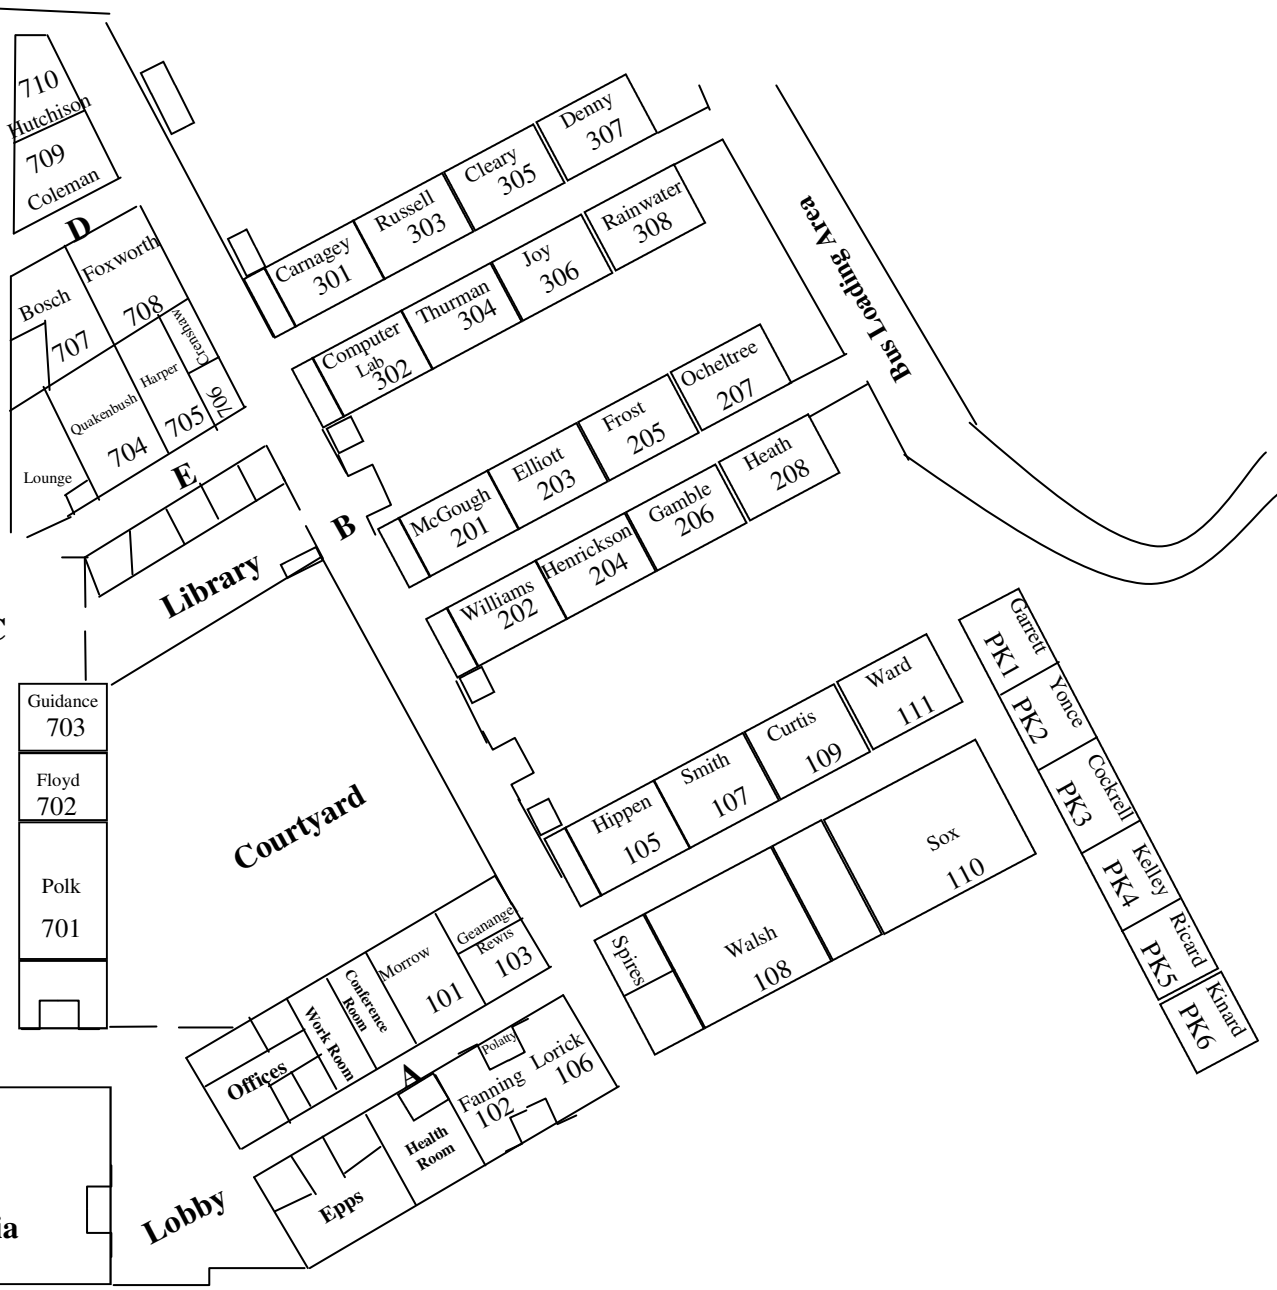 710
Hutchison
709
Coleman
D
Foxworth
708
Bosch
707
Crenshaw
706
Harper
705
Quakenbush
704
Lounge
E
Library
B
C
Guidance
703
Floyd
702
Polk
701
Courtyard
Denny
307
Cleary
305
Russell
303
Carnagey
301
Rainwater
308
Joy
306
Thurman
304
Computer
Lab
302
Bus Loading Area
Ocheltree
207
Frost
205
Elliott
203
McGough
201
Heath
208
Gamble
206
Henrickson
204
Williams
202
Ward
111
Curtis
109
Smith
107
Hippen
105
Sox
110
Walsh
108
Spires
Garrett
PK1
Yonce
PK2
Cockrell
PK3
Kelley
PK4
Ricard
PK5
Kinard
PK6
Geanange
Rewis
103
Morrow
101
Conference
Room
Work Room
Offices
A
Polatty
Lorick
106
Fanning
102
Health
Room
Epps
Lobby
ia